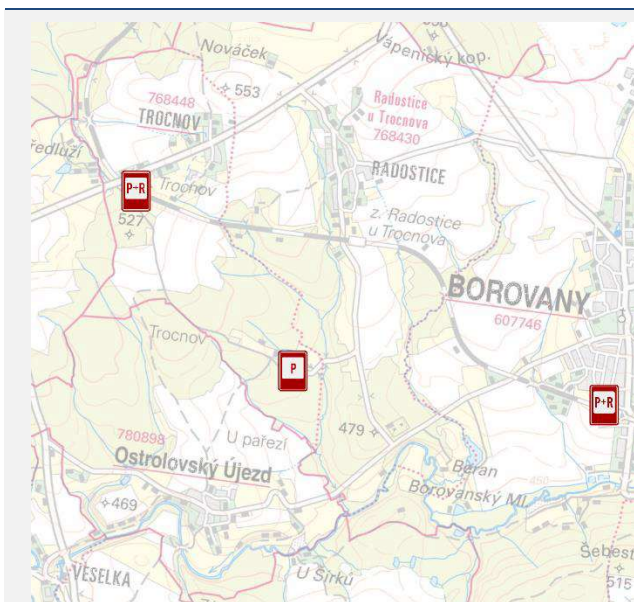 Nováček
Vápenický kop.
553
768448
TROCNOV
Radostice
u Trocnova
768430
RADOSTICE
P+R
Trocnov
527
z. Radostice
u Trocnova
BOROVANY
607746
Trocnov
P
P+R
479
780898
U pařezí
Ostrolovský Újezd
Beran
Borovanský Ml.
469
Šebest
VESELKA
U Širků
515